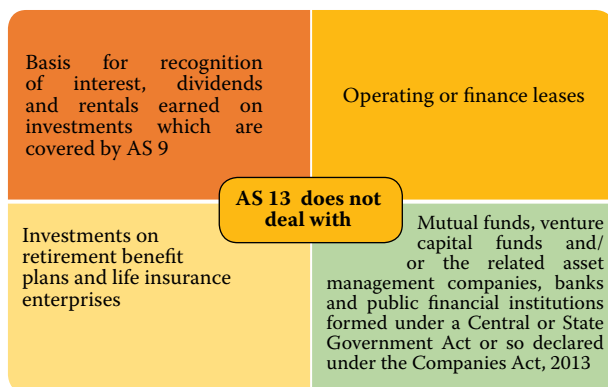 Basis for recognition
of interest, dividends
and rentals earned on
investments which are
covered by AS 9
Operating or finance leases
AS 13 does not
deal with
Investments on
retirement benefit
plans and life insurance
enterprises
Mutual funds, venture
capital funds and/
or the related asset
management companies, banks
and public financial institutions
formed under a Central or State
Government Act or so declared
under the Companies Act, 2013